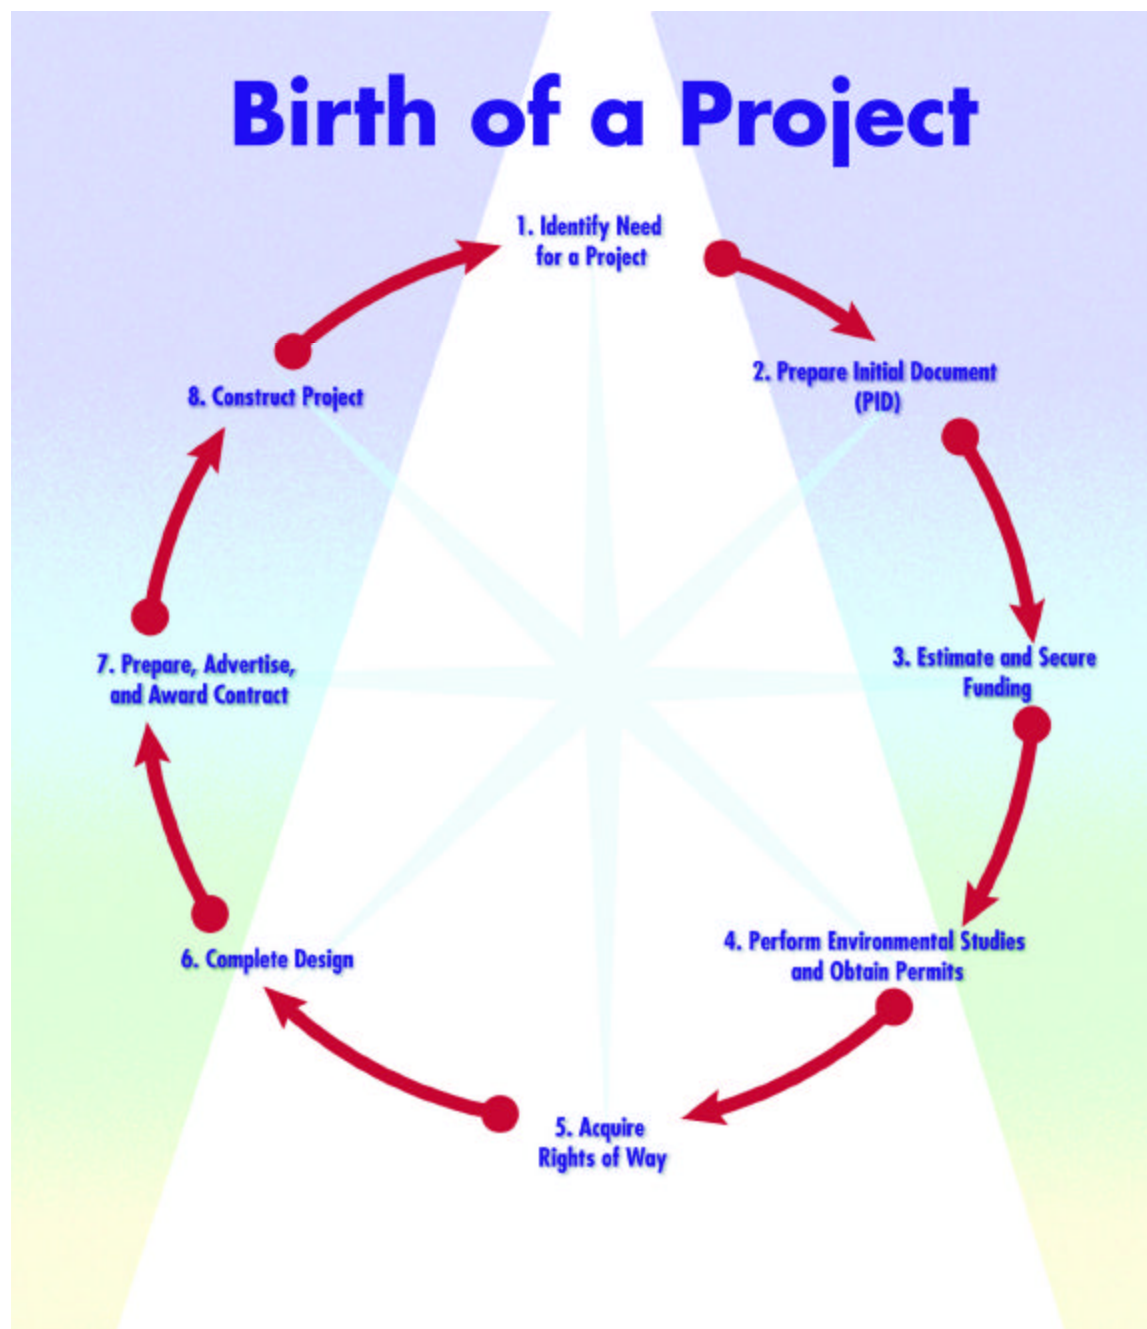 Birth of a Project
1. Identify Need
for a Project
2. Prepare Initial Document
(PID)
3. Estimate and Secure
Funding
4. Perform Environmental Studies
and Obtain Permits
5. Acquire
Rights of Way
6. Complete Design
7. Prepare, Advertise,
and Award Contract
8. Construct Project